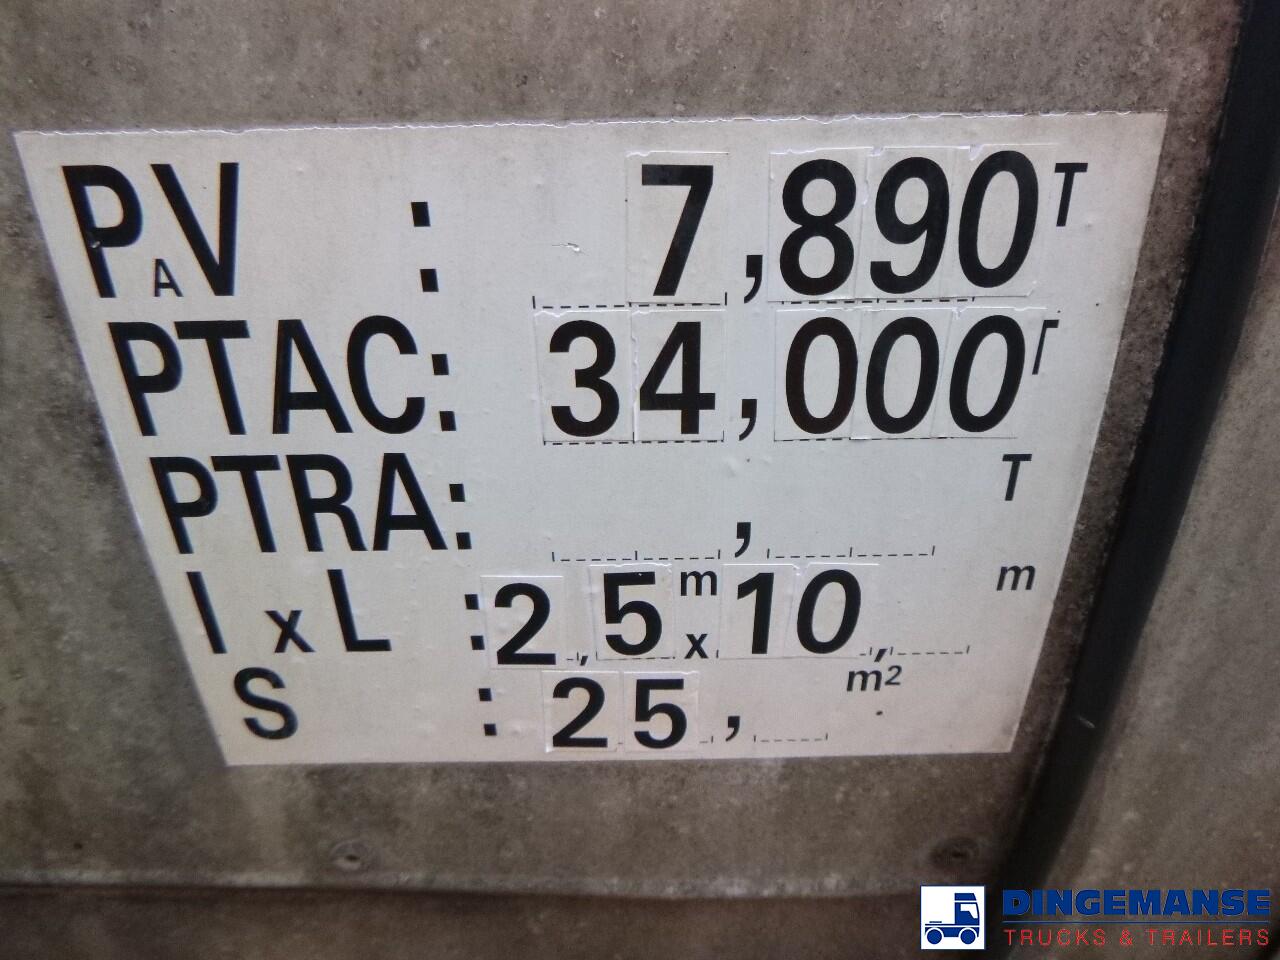 PAV : 7,890 T
PTAC: 34,000 T
PTRA: , T
I x L : 2,5 m x 10, m
S : 25, m²
DINGEMANSE
TRUCKS & TRAILERS